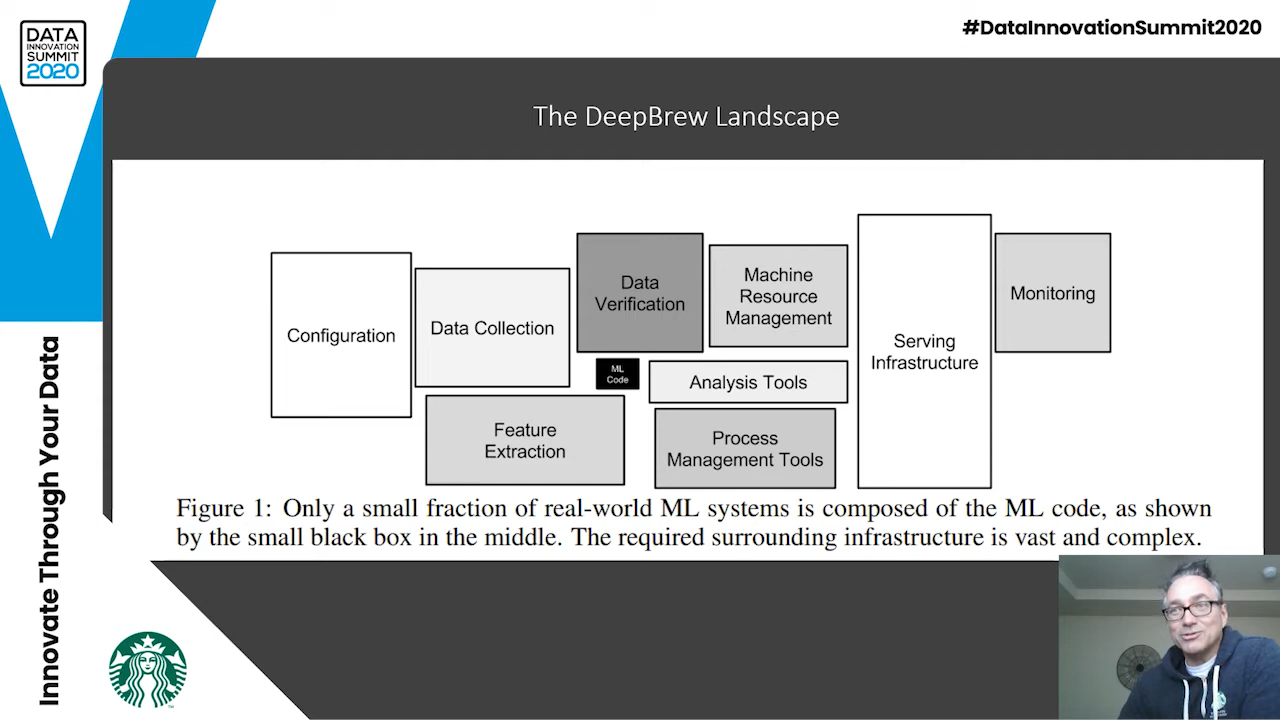 DATA
INNOVATION
SUMMIT
2020
#DataInnovationSummit2020
The DeepBrew Landscape
Configuration
Data Collection
Data
Verification
Machine
Resource
Management
Serving
Infrastructure
Monitoring
ML
Code
Analysis Tools
Feature
Extraction
Process
Management Tools
Figure 1: Only a small fraction of real-world ML systems is composed of the ML code, as shown
by the small black box in the middle. The required surrounding infrastructure is vast and complex.
Innovate Through Your Data